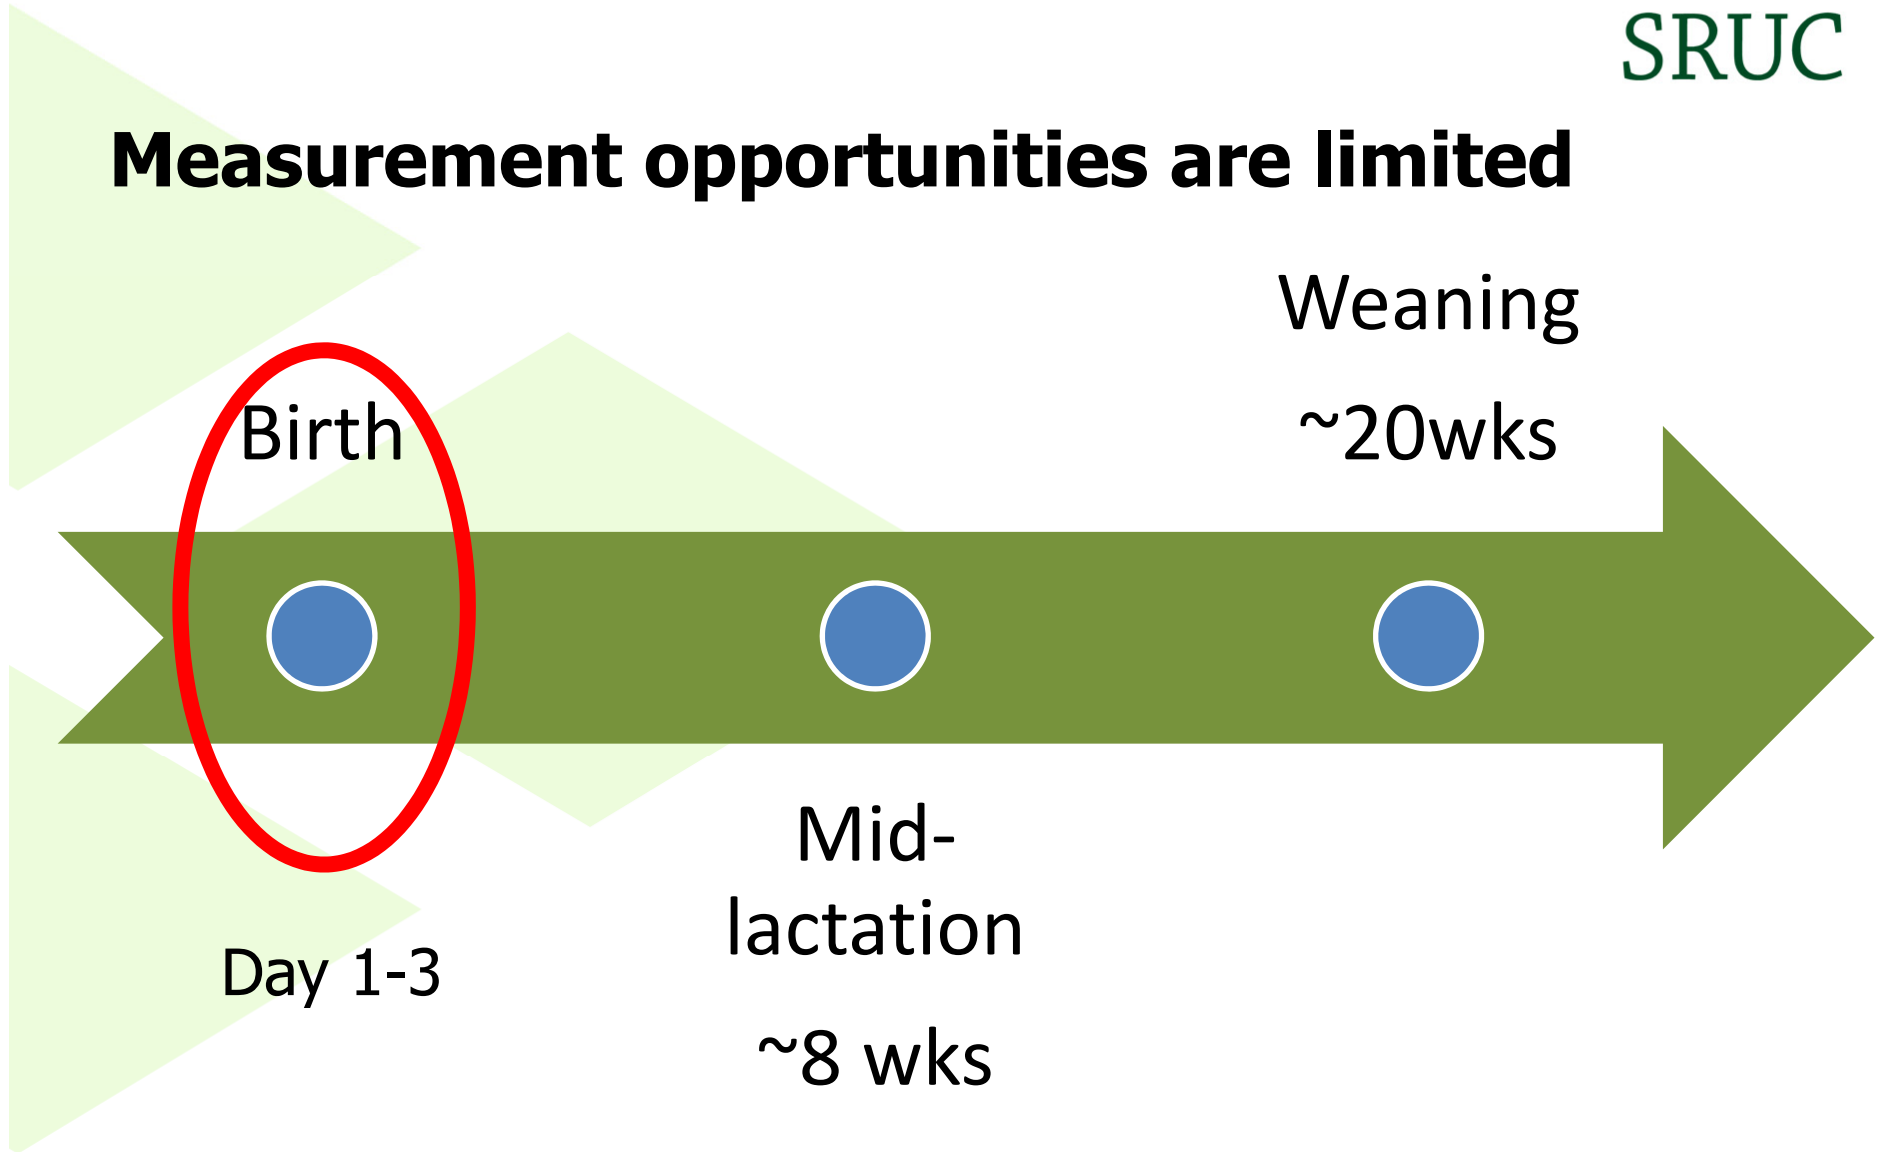 SRUC
Measurement opportunities are limited
Birth
Day 1-3
Mid-
lactation
~8 wks
Weaning
~20wks